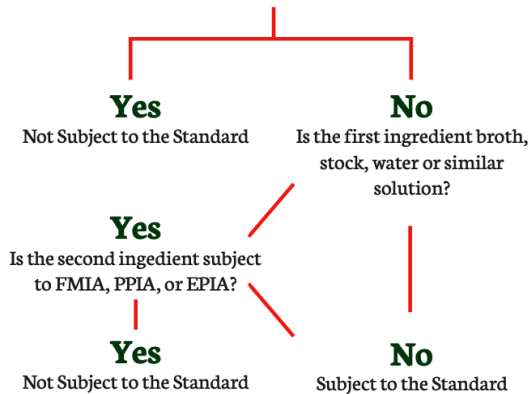 Yes
Not Subject to the Standard
No
Is the first ingredient broth,
stock, water or similar
solution?
Yes
Is the second ingedient subject
to FMIA, PPIA, or EPIA?
Yes
Not Subject to the Standard
No
Subject to the Standard